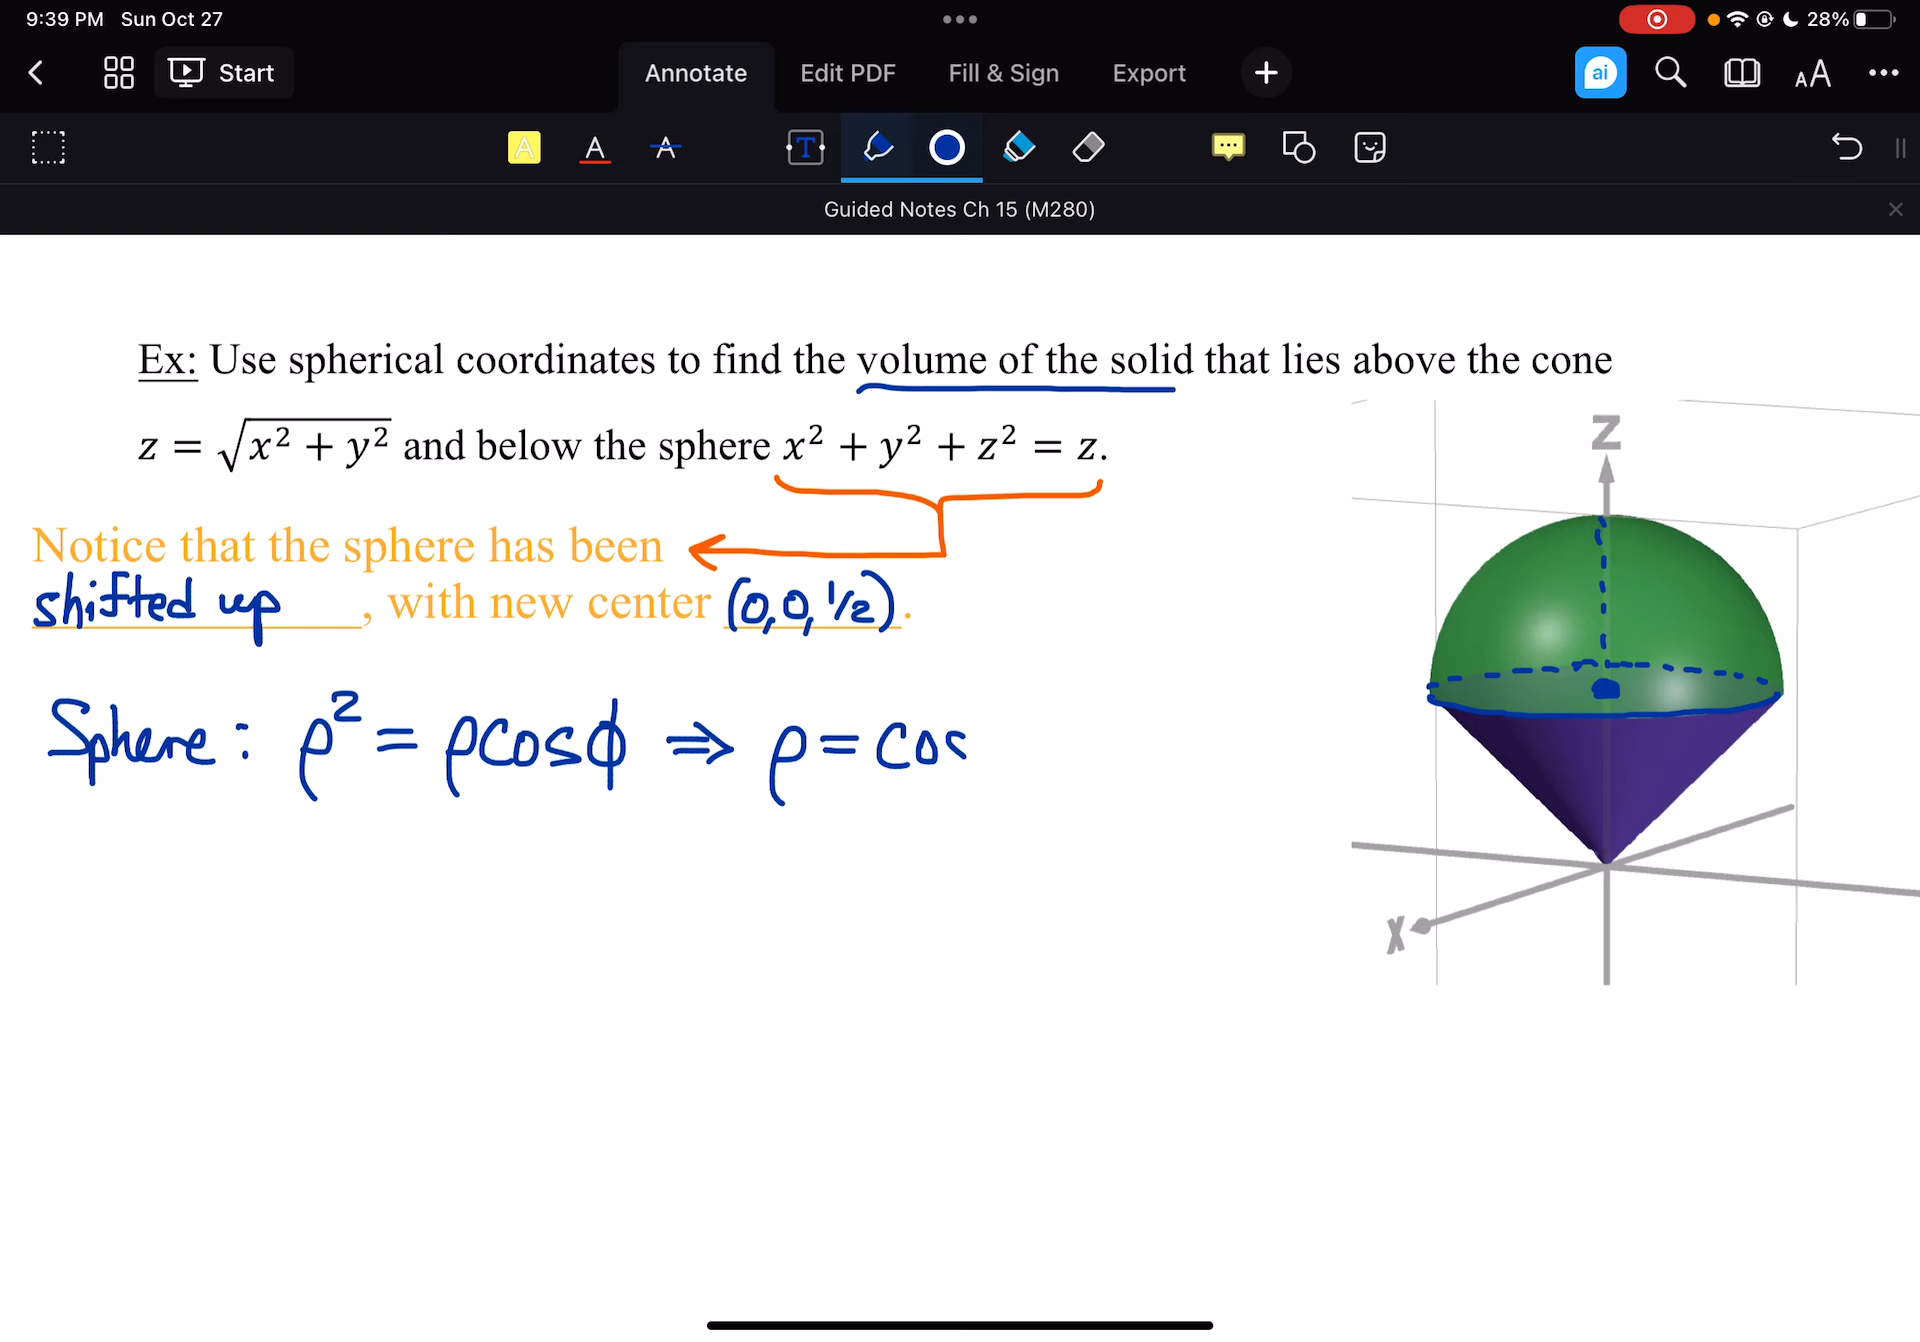 9:39 PM Sun Oct 27
28%
Start
Annotate Edit PDF Fill & Sign Export
ai
AA
A A A T
Guided Notes Ch 15 (M280)
Ex: Use spherical coordinates to find the volume of the solid that lies above the cone
z = √(x² + y²) and below the sphere x² + y² + z² = z.
Notice that the sphere has been
shifted up, with new center (0,0,1/2).
Sphere: ρ² = ρcosϕ ⇒ ρ = cos
Z
X